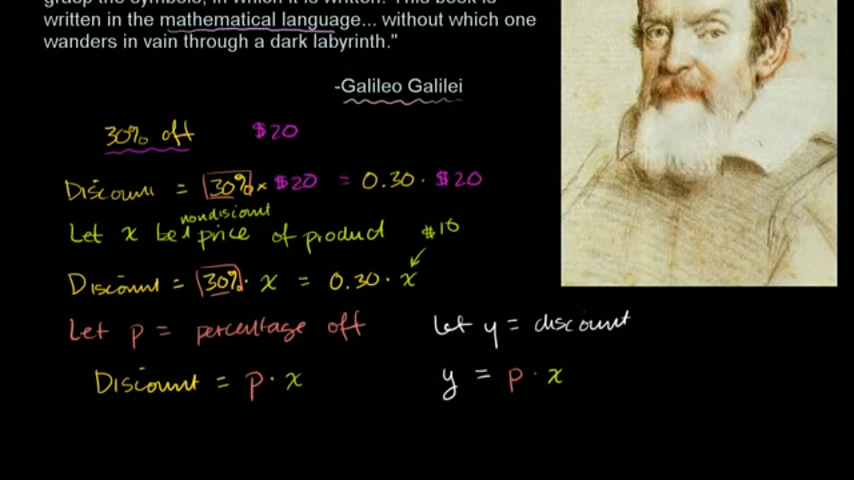 grasp the symbols, in which it is written. This book is
written in the mathematical language... without which one
wanders in vain through a dark labyrinth."
-Galileo Galilei
30% off $20
Discount = 30% × $20 = 0.30 · $20
nondiscount
Let x be price of product $10
Discount = 30% · x = 0.30 · x
Let p = percentage off Let y = discount
Discount = p · x y = p · x